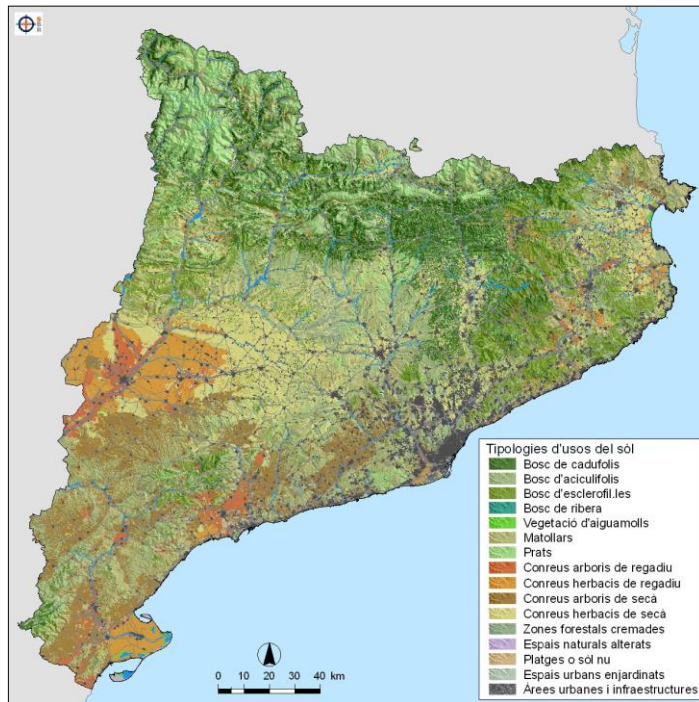 Tipologies d'usos del sòl
Bosc de cadufolis
Bosc d'aciculifolis
Bosc d'esclerofil.les
Bosc de ribera
Vegetació d'aiguamolls
Matollars
Prats
Conreus arboris de regadiu
Conreus herbacis de regadiu
Conreus arboris de secà
Conreus herbacis de secà
Zones forestals cremades
Espais naturals alterats
Platges o sòl nu
Espais urbans enjardinats
Àrees urbanes i infraestructures
0 10 20 30 40 km